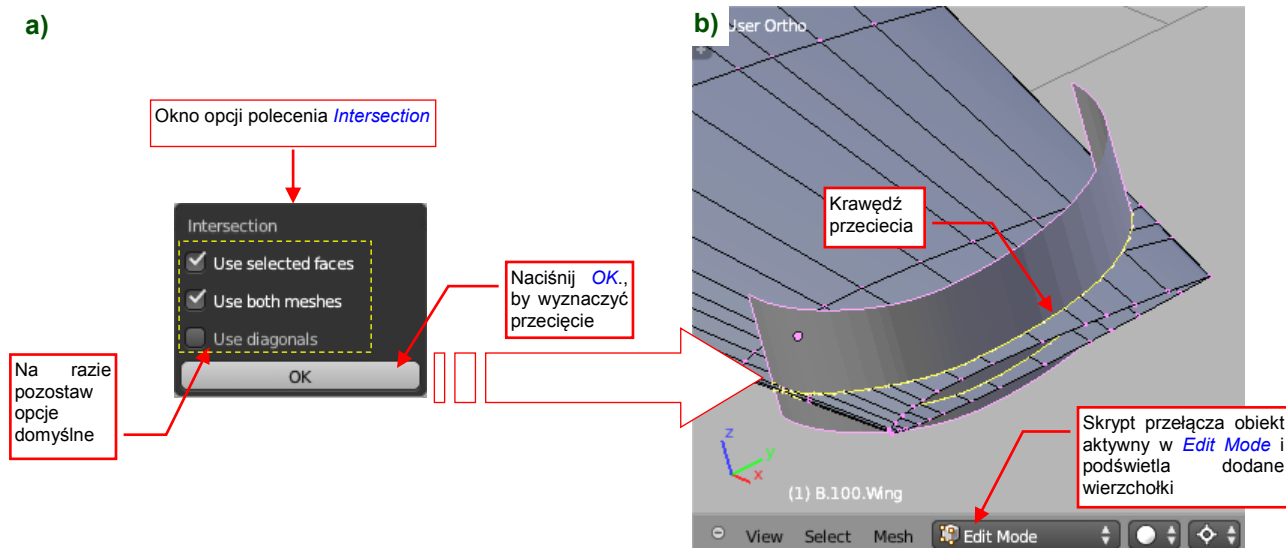 a)
Okno opcji polecenia Intersection
Intersection
Use selected faces
Use both meshes
Use diagonals
OK
Na razie
pozostaw
opcje
domyślne
Naciśnij OK.,
by wyznaczyć
przecięcie
b)
User Ortho
Krawędź
przeciecia
z
y
x
(1) B.100.Wing
Skrypt przełącza obiekt
aktywny w Edit Mode i
podświetla dodane
wierzchołki
View Select Mesh Edit Mode